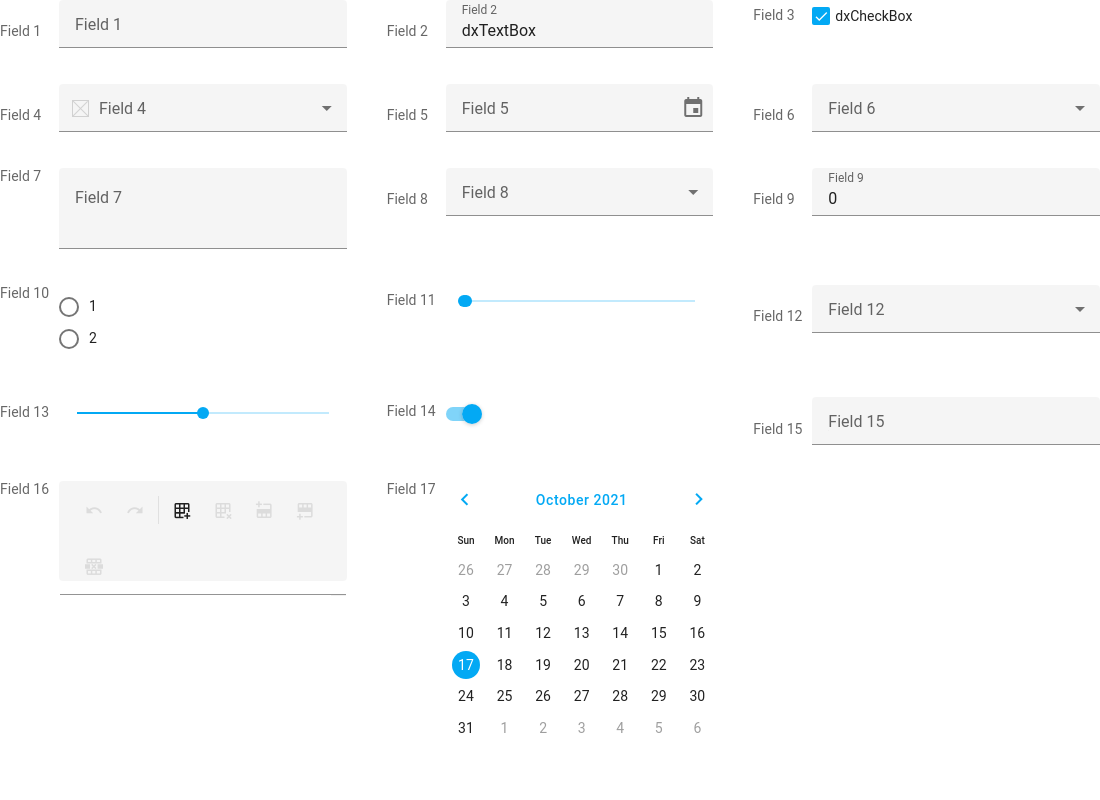 Field 1
Field 1
Field 2
Field 2
dxTextBox
Field 3
dxCheckBox
Field 4
Field 4
Field 5
Field 5
Field 6
Field 6
Field 7
Field 7
Field 8
Field 8
Field 9
Field 9
0
Field 10
1
2
Field 11
Field 12
Field 12
Field 13
Field 14
Field 15
Field 15
Field 16
Field 17
October 2021
Sun Mon Tue Wed Thu Fri Sat
26 27 28 29 30 1 2
3 4 5 6 7 8 9
10 11 12 13 14 15 16
17 18 19 20 21 22 23
24 25 26 27 28 29 30
31 1 2 3 4 5 6